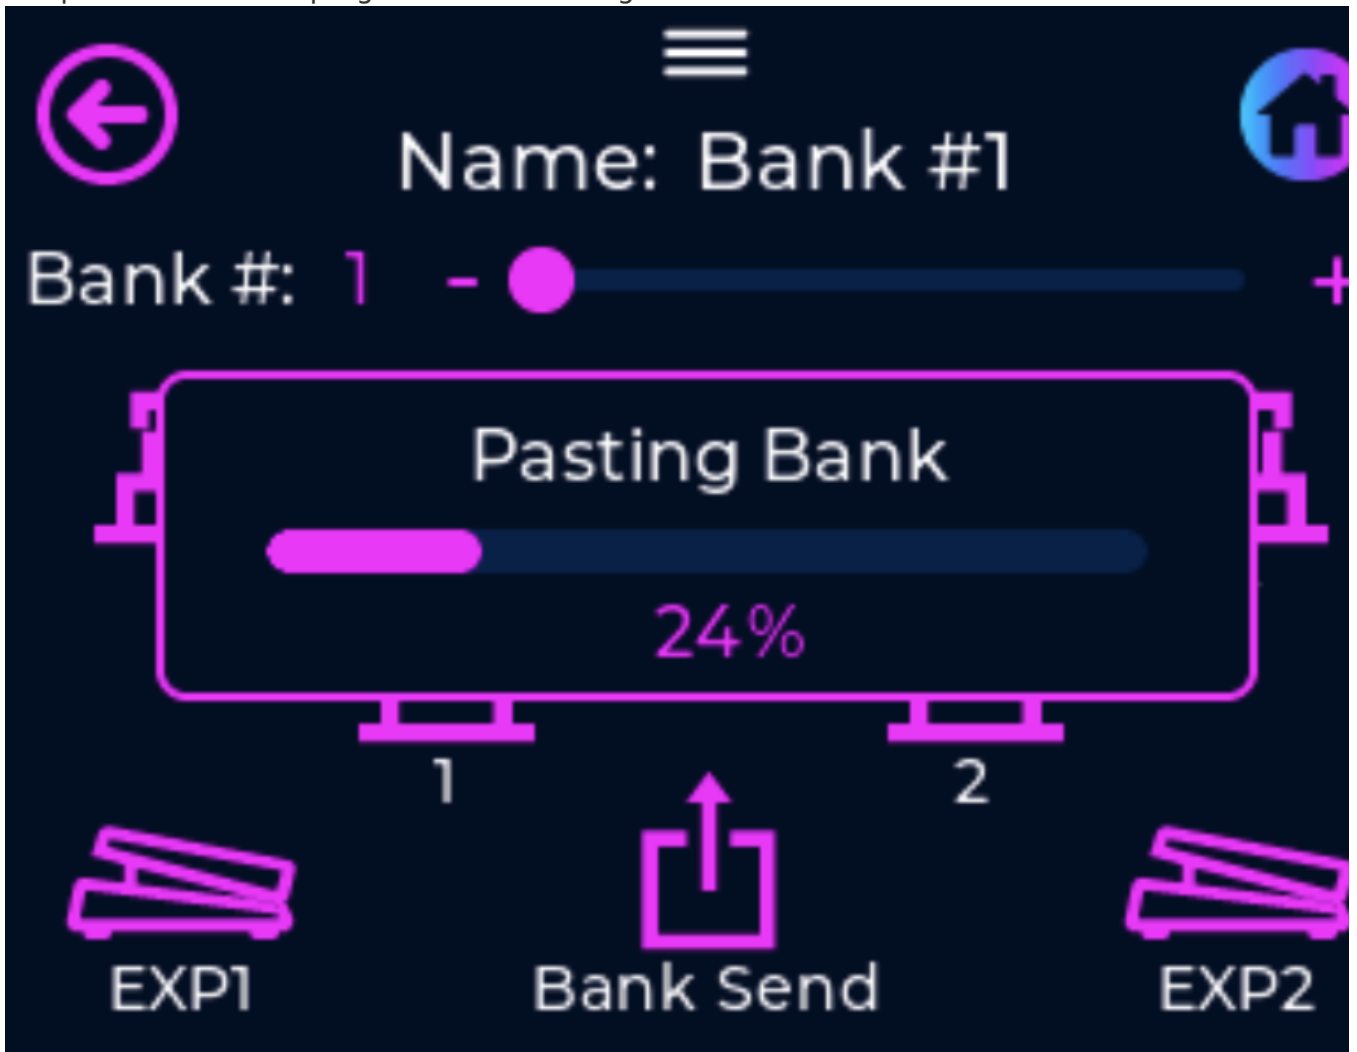 Name: Bank #1
Bank #: 1 - +
Pasting Bank
24%
1 2
EXP1 Bank Send EXP2